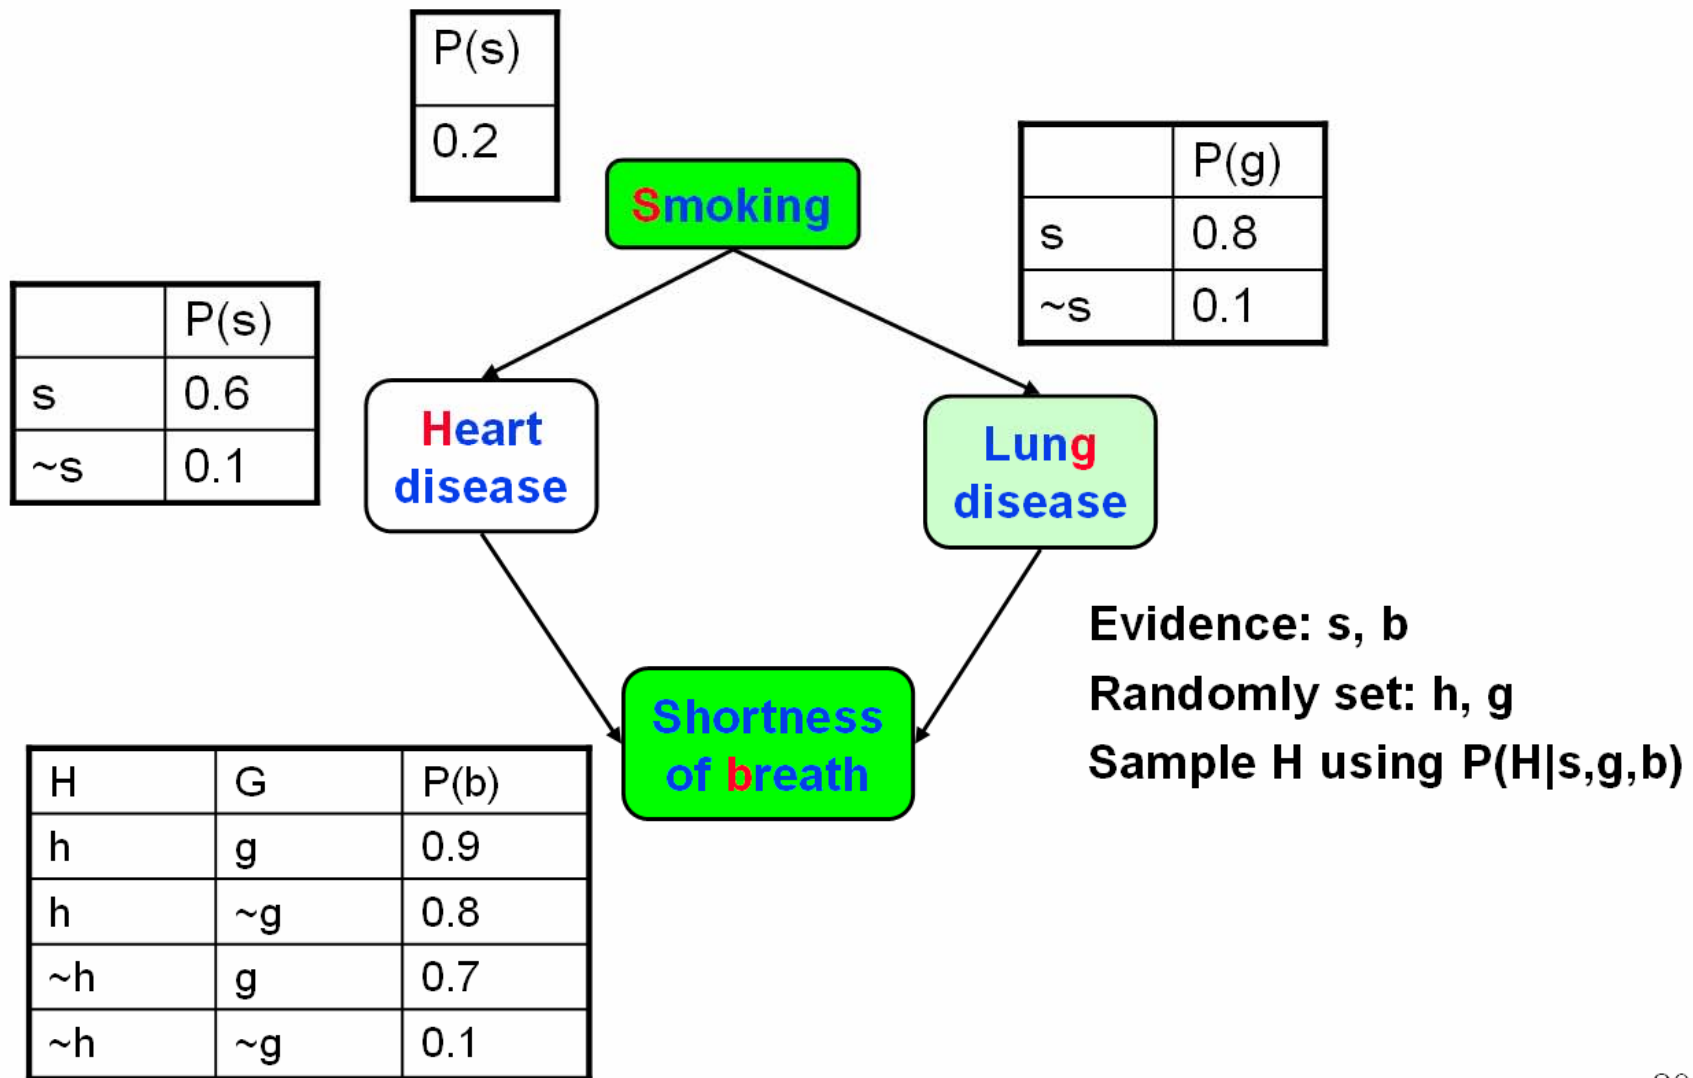 P(s)
0.2
Smoking
P(g)
s 0.8
~s 0.1
P(s)
s 0.6
~s 0.1
Heart
disease
Lung
disease
Evidence: s, b
Randomly set: h, g
Sample H using P(H|s,g,b)
Shortness
of breath
H G P(b)
h g 0.9
h ~g 0.8
~h g 0.7
~h ~g 0.1